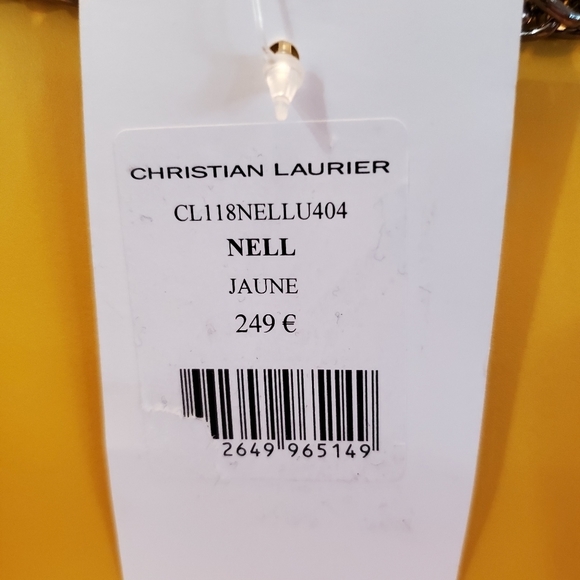 CHRISTIAN LAURIER
CL118NELLU404
NELL
JAUNE
249 €
2649 965149